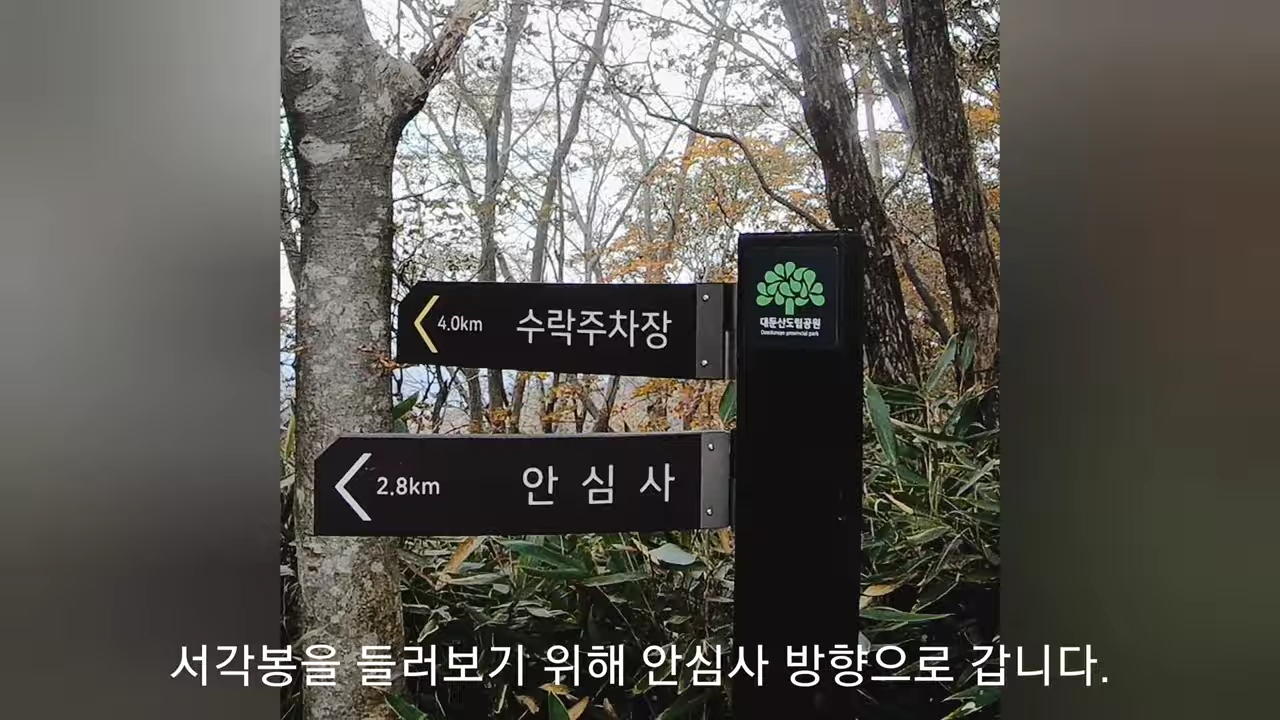 대둔산도립공원
Daedunsan provincial park
4.0km 수락주차장
2.8km 안 심 사
서각봉을 들러보기 위해 안심사 방향으로 갑니다.